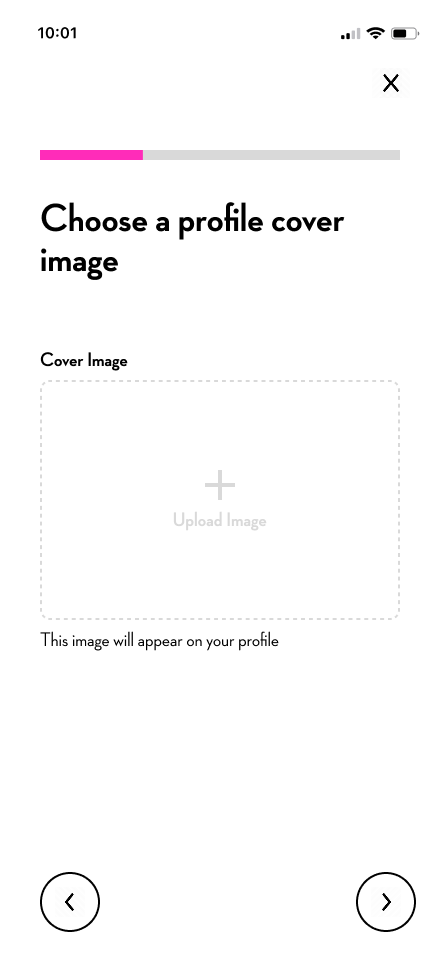 10:01
Choose a profile cover
image
Cover Image
Upload Image
This image will appear on your profile